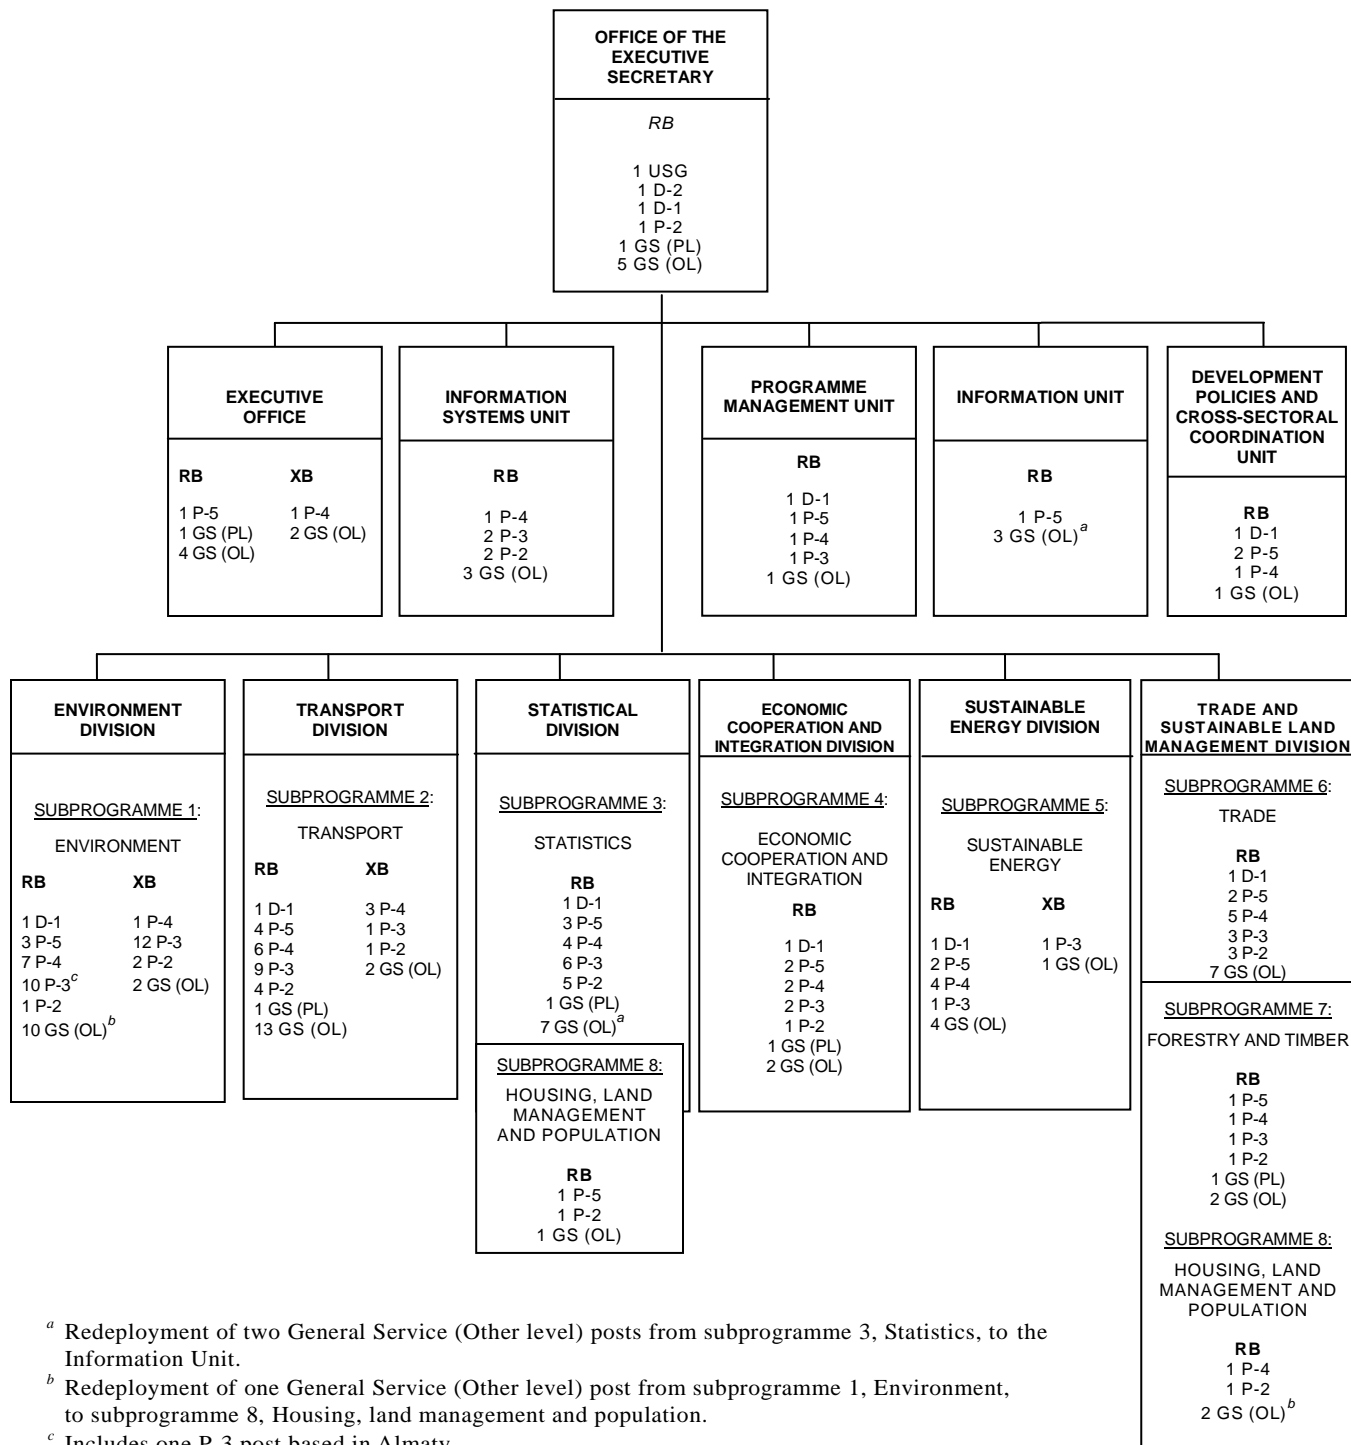 OFFICE OF THE
EXECUTIVE
SECRETARY
RB
1 USG
1 D-2
1 D-1
1 P-2
1 GS (PL)
5 GS (OL)
EXECUTIVE
OFFICE
RB XB
1 P-5 1 P-4
1 GS (PL) 2 GS (OL)
4 GS (OL)
INFORMATION
SYSTEMS UNIT
RB
1 P-4
2 P-3
2 P-2
3 GS (OL)
PROGRAMME
MANAGEMENT UNIT
RB
1 D-1
1 P-5
1 P-4
1 P-3
1 GS (OL)
INFORMATION UNIT
RB
1 P-5
3 GS (OL) a
DEVELOPMENT
POLICIES AND
CROSS-SECTORAL
COORDINATION
UNIT
RB
1 D-1
2 P-5
1 P-4
1 GS (OL)
ENVIRONMENT
DIVISION
SUBPROGRAMME 1:
ENVIRONMENT
RB XB
1 D-1 1 P-4
3 P-5 12 P-3
7 P-4 2 P-2
10 P-3 c 2 GS (OL)
1 P-2
10 GS (OL) b
TRANSPORT
DIVISION
SUBPROGRAMME 2:
TRANSPORT
RB XB
1 D-1 3 P-4
4 P-5 1 P-3
6 P-4 1 P-2
9 P-3 2 GS (OL)
4 P-2
1 GS (PL)
13 GS (OL)
STATISTICAL
DIVISION
SUBPROGRAMME 3:
STATISTICS
RB
1 D-1
3 P-5
4 P-4
6 P-3
5 P-2
1 GS (PL)
7 GS (OL) a
SUBPROGRAMME 8:
HOUSING, LAND
MANAGEMENT
AND POPULATION
RB
1 P-5
1 P-2
1 GS (OL)
ECONOMIC
COOPERATION AND
INTEGRATION DIVISION
SUBPROGRAMME 4:
ECONOMIC
COOPERATION AND
INTEGRATION
RB
1 D-1
2 P-5
2 P-4
2 P-3
1 P-2
1 GS (PL)
2 GS (OL)
SUSTAINABLE
ENERGY DIVISION
SUBPROGRAMME 5:
SUSTAINABLE
ENERGY
RB XB
1 D-1 1 P-3
2 P-5 1 GS (OL)
4 P-4
1 P-3
4 GS (OL)
TRADE AND
SUSTAINABLE LAND
MANAGEMENT DIVISION
SUBPROGRAMME 6:
TRADE
RB
1 D-1
2 P-5
5 P-4
3 P-3
3 P-2
7 GS (OL)
SUBPROGRAMME 7:
FORESTRY AND TIMBER
RB
1 P-5
1 P-4
1 P-3
1 P-2
1 GS (PL)
2 GS (OL)
SUBPROGRAMME 8:
HOUSING, LAND
MANAGEMENT AND
POPULATION
RB
1 P-4
1 P-2
2 GS (OL) b
a Redeployment of two General Service (Other level) posts from subprogramme 3, Statistics, to the
Information Unit.
b Redeployment of one General Service (Other level) post from subprogramme 1, Environment,
to subprogramme 8, Housing, land management and population.
c Includes one P-3 post based in Almaty.